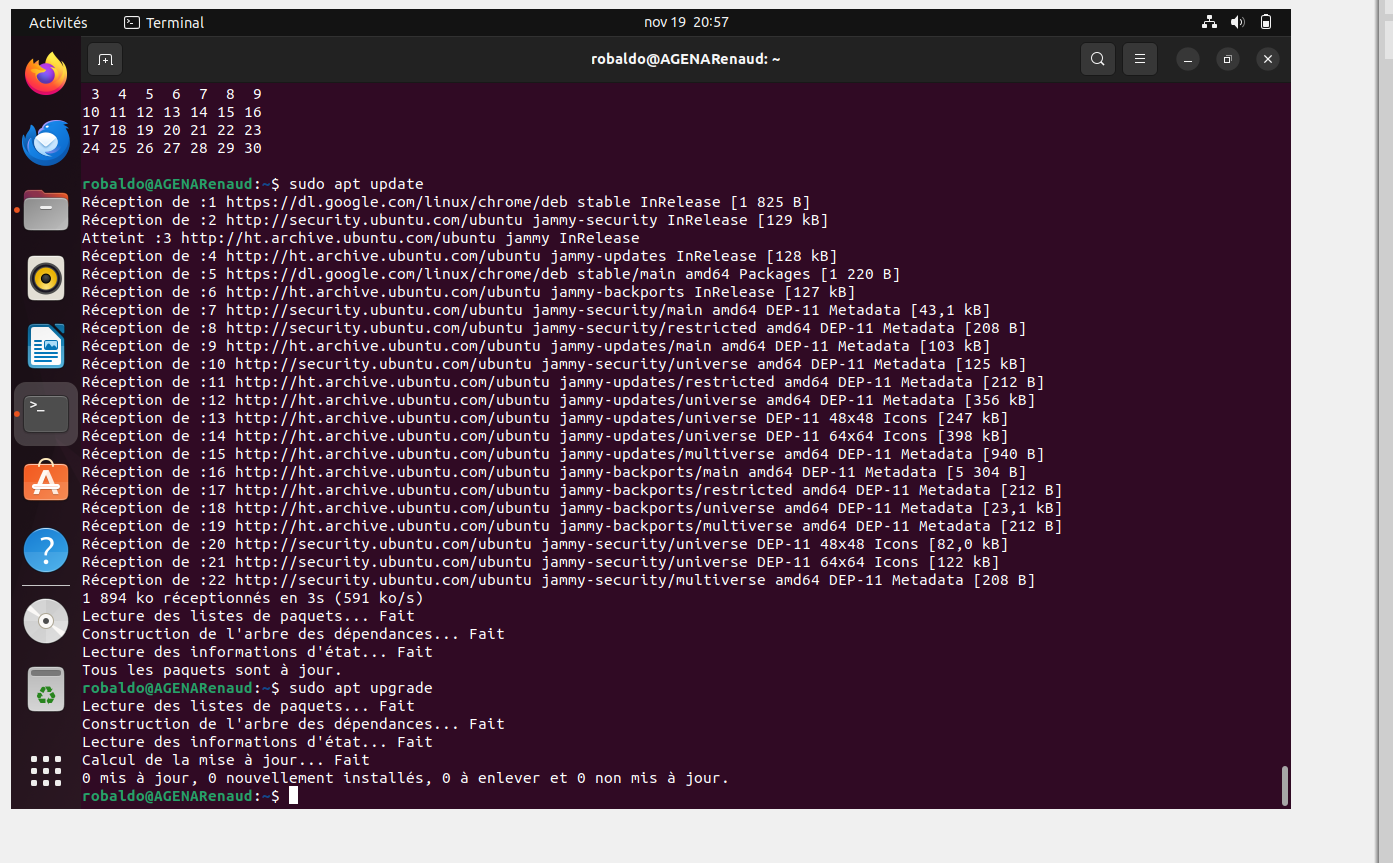 Activités Terminal nov 19 20:57
robaldo@AGENARenaud: ~
3 4 5 6 7 8 9
10 11 12 13 14 15 16
17 18 19 20 21 22 23
24 25 26 27 28 29 30
robaldo@AGENARenaud:~$ sudo apt update
Réception de :1 https://dl.google.com/linux/chrome/deb stable InRelease [1 825 B]
Réception de :2 http://security.ubuntu.com/ubuntu jammy-security InRelease [129 kB]
Atteint :3 http://ht.archive.ubuntu.com/ubuntu jammy InRelease
Réception de :4 http://ht.archive.ubuntu.com/ubuntu jammy-updates InRelease [128 kB]
Réception de :5 https://dl.google.com/linux/chrome/deb stable/main amd64 Packages [1 220 B]
Réception de :6 http://ht.archive.ubuntu.com/ubuntu jammy-backports InRelease [127 kB]
Réception de :7 http://security.ubuntu.com/ubuntu jammy-security/main amd64 DEP-11 Metadata [43,1 kB]
Réception de :8 http://security.ubuntu.com/ubuntu jammy-security/restricted amd64 DEP-11 Metadata [208 B]
Réception de :9 http://ht.archive.ubuntu.com/ubuntu jammy-updates/main amd64 DEP-11 Metadata [103 kB]
Réception de :10 http://security.ubuntu.com/ubuntu jammy-security/universe amd64 DEP-11 Metadata [125 kB]
Réception de :11 http://ht.archive.ubuntu.com/ubuntu jammy-updates/restricted amd64 DEP-11 Metadata [212 B]
Réception de :12 http://ht.archive.ubuntu.com/ubuntu jammy-updates/universe amd64 DEP-11 Metadata [356 kB]
Réception de :13 http://ht.archive.ubuntu.com/ubuntu jammy-updates/universe DEP-11 48x48 Icons [247 kB]
Réception de :14 http://ht.archive.ubuntu.com/ubuntu jammy-updates/universe DEP-11 64x64 Icons [398 kB]
Réception de :15 http://ht.archive.ubuntu.com/ubuntu jammy-updates/multiverse amd64 DEP-11 Metadata [940 B]
Réception de :16 http://ht.archive.ubuntu.com/ubuntu jammy-backports/main amd64 DEP-11 Metadata [5 304 B]
Réception de :17 http://ht.archive.ubuntu.com/ubuntu jammy-backports/restricted amd64 DEP-11 Metadata [212 B]
Réception de :18 http://ht.archive.ubuntu.com/ubuntu jammy-backports/universe amd64 DEP-11 Metadata [23,1 kB]
Réception de :19 http://ht.archive.ubuntu.com/ubuntu jammy-backports/multiverse amd64 DEP-11 Metadata [212 B]
Réception de :20 http://security.ubuntu.com/ubuntu jammy-security/universe DEP-11 48x48 Icons [82,0 kB]
Réception de :21 http://security.ubuntu.com/ubuntu jammy-security/universe DEP-11 64x64 Icons [122 kB]
Réception de :22 http://security.ubuntu.com/ubuntu jammy-security/multiverse amd64 DEP-11 Metadata [208 B]
1 894 ko réceptionnés en 3s (591 ko/s)
Lecture des listes de paquets... Fait
Construction de l'arbre des dépendances... Fait
Lecture des informations d'état... Fait
Tous les paquets sont à jour.
robaldo@AGENARenaud:~$ sudo apt upgrade
Lecture des listes de paquets... Fait
Construction de l'arbre des dépendances... Fait
Lecture des informations d'état... Fait
Calcul de la mise à jour... Fait
0 mis à jour, 0 nouvellement installés, 0 à enlever et 0 non mis à jour.
robaldo@AGENARenaud:~$